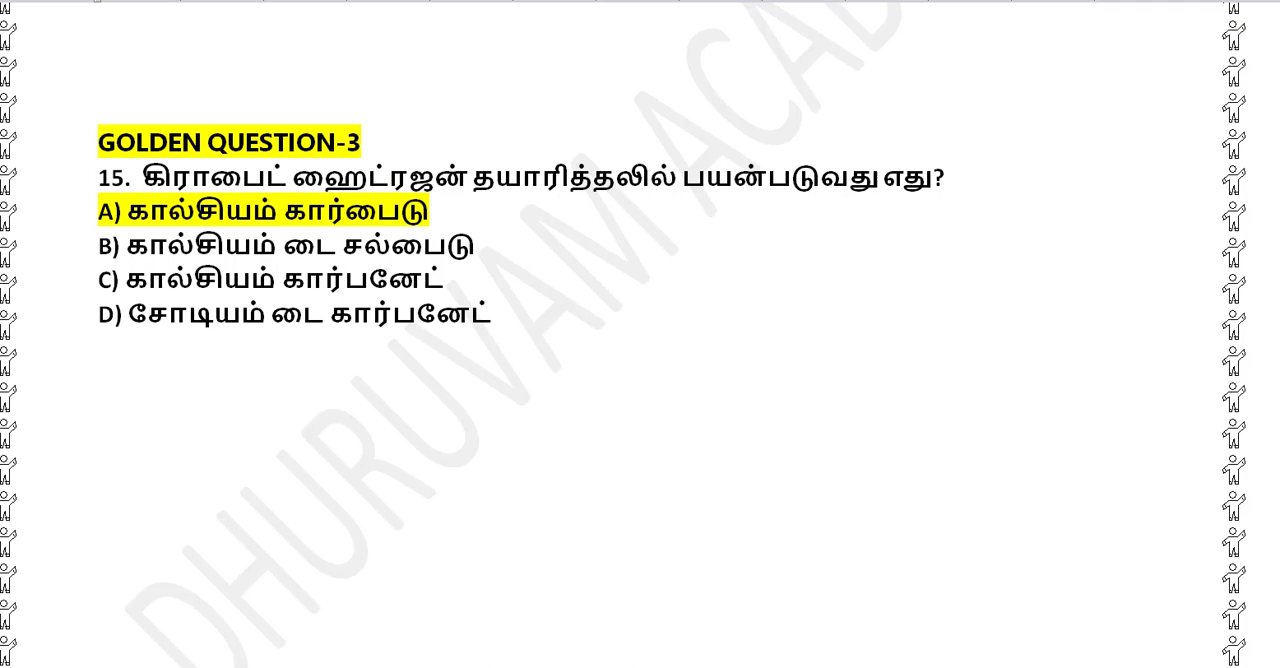 GOLDEN QUESTION-3
15. கிராபைட் ஹைட்ரஜன் தயாரித்தலில் பயன்படுவது எது?
A) கால்சியம் கார்பைடு
B) கால்சியம் டை சல்பைடு
C) கால்சியம் கார்பனேட்
D) சோடியம் டை கார்பனேட்
DHURUVAM ACAD